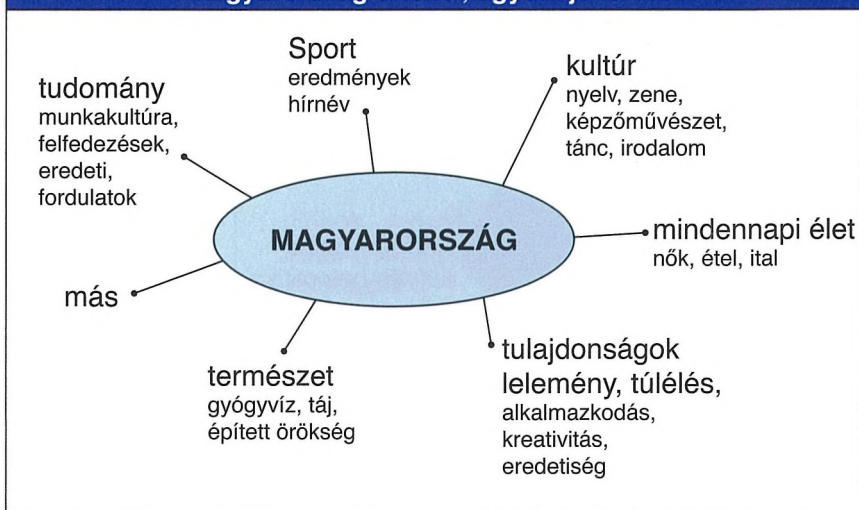 Sport
eredmények
hírnév
kultúr
nyelv, zene,
képzőművészet,
tánc, irodalom
tudomány
munkakultúra,
felfedezések,
eredeti,
fordulatok
MAGYARORSZÁG
mindennapi élet
nők, étel, ital
más
természet
gyógyvíz, táj,
épített örökség
tulajdonságok
lelemény, túlélés,
alkalmazkodás,
kreativitás,
eredetiség